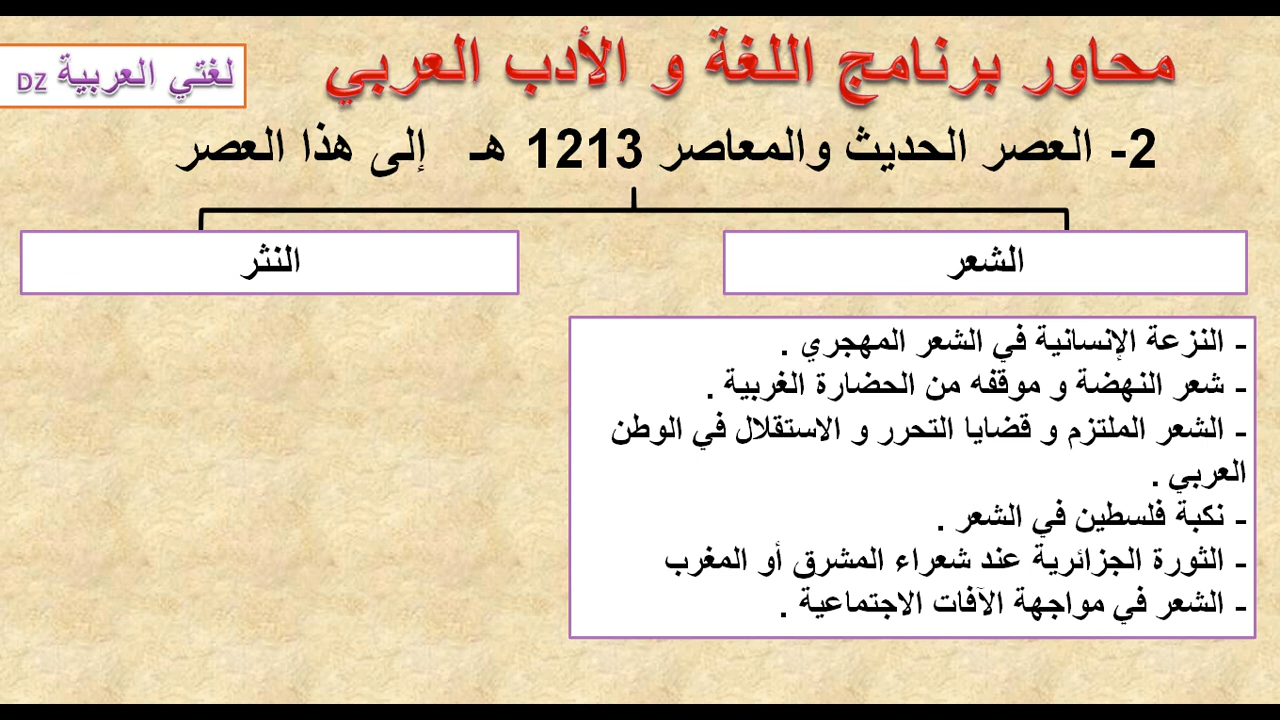 محاور برنامج اللغة و الأدب العربي
لغتي العربية DZ
2- العصر الحديث والمعاصر 1213 هـ إلى هذا العصر
الشعر
النثر
- النزعة الإنسانية في الشعر المهجري .
- شعر النهضة و موقفه من الحضارة الغربية .
- الشعر الملتزم و قضايا التحرر و الاستقلال في الوطن
العربي .
- نكبة فلسطين في الشعر .
- الثورة الجزائرية عند شعراء المشرق أو المغرب
- الشعر في مواجهة الآفات الاجتماعية .